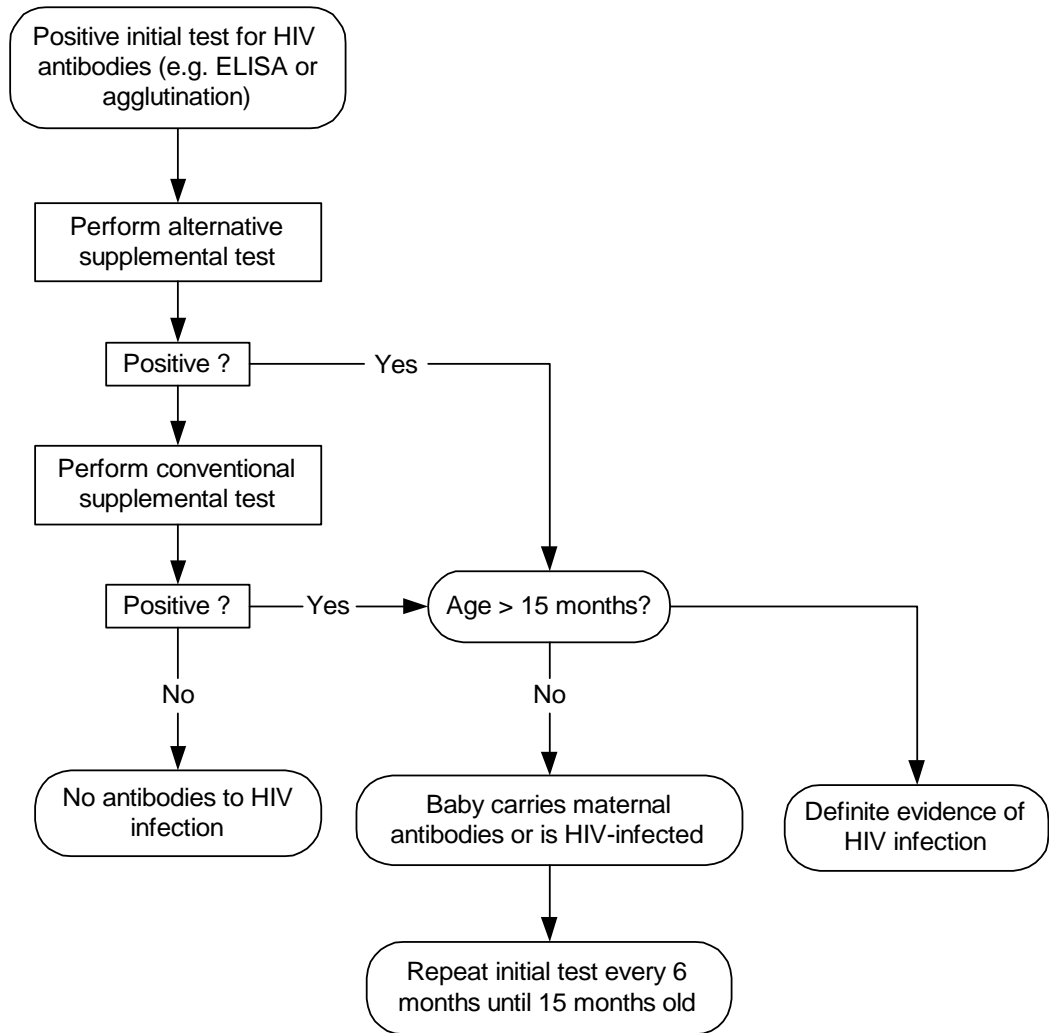 Positive initial test for HIV
antibodies (e.g. ELISA or
agglutination)
Perform alternative
supplemental test
Positive ?
Yes
Perform conventional
supplemental test
Positive ?
Yes
Age > 15 months?
No
No
No antibodies to HIV
infection
Baby carries maternal
antibodies or is HIV-infected
Definite evidence of
HIV infection
Repeat initial test every 6
months until 15 months old